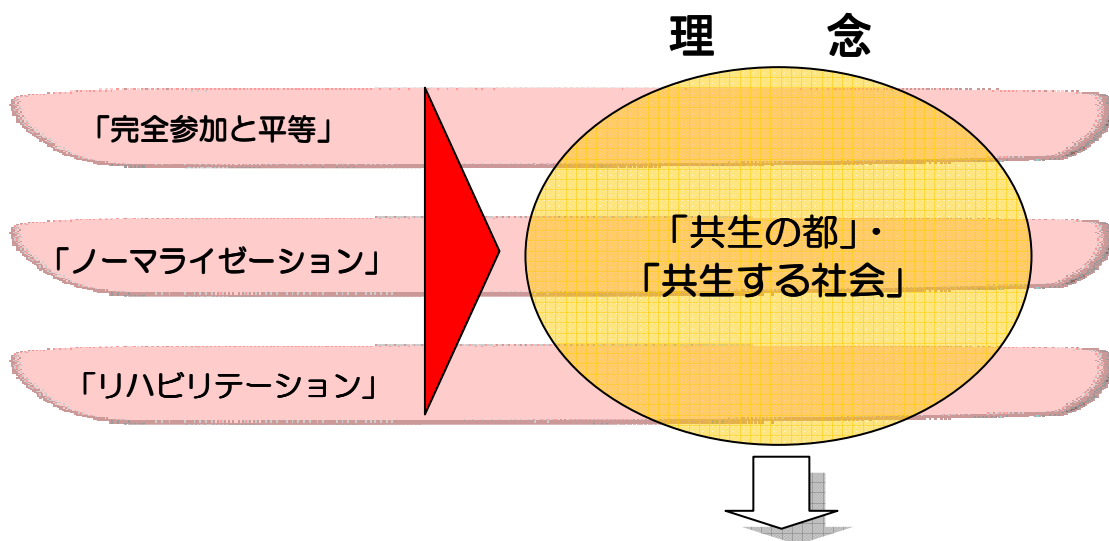 理　念
「完全参加と平等」
「ノーマライゼーション」
「リハビリテーション」
「共生の都」・
「共生する社会」